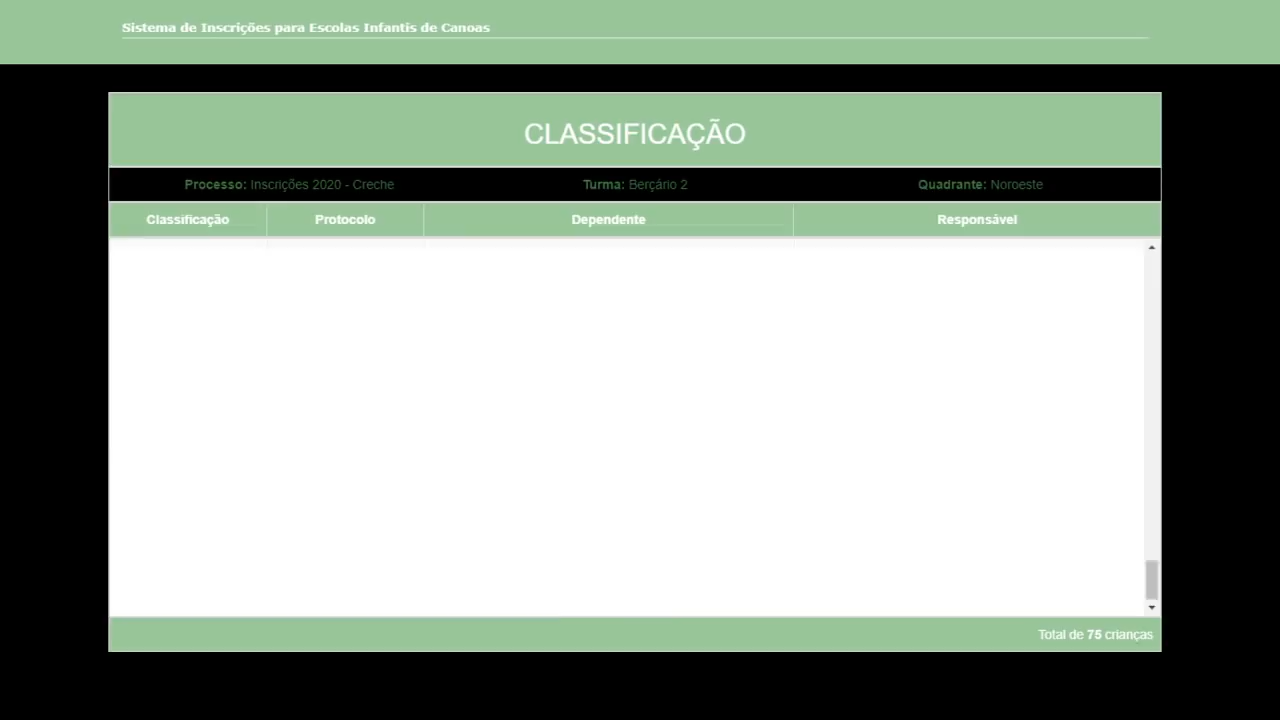 Sistema de Inscrições para Escolas Infantis de Canoas
CLASSIFICAÇÃO
Processo: Inscrições 2020 - Creche Turma: Berçário 2 Quadrante: Noroeste
Classificação Protocolo Dependente Responsável
Total de 75 crianças